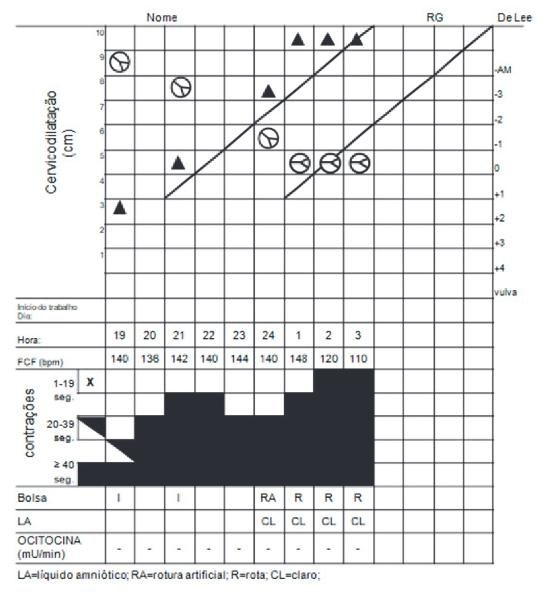 Nome RG De Lee
Cervicodilatação
(cm)
10
9 -AM
8 -3
7 -2
6 -1
5 0
4 +1
3 +2
2 +3
1 +4
vulva
Início do trabalho
Dia:
Hora: 19 20 21 22 23 24 1 2 3
FCF (bpm) 140 136 142 140 144 140 148 120 110
contrações
1-19 X
seg.
20-39
seg.
≥ 40
seg.
Bolsa I I RA R R R
LA CL CL CL CL
OCITOCINA - - - - - - - - -
(mU/min)
LA=líquido amniótico; RA=rotura artificial; R=rota; CL=claro;